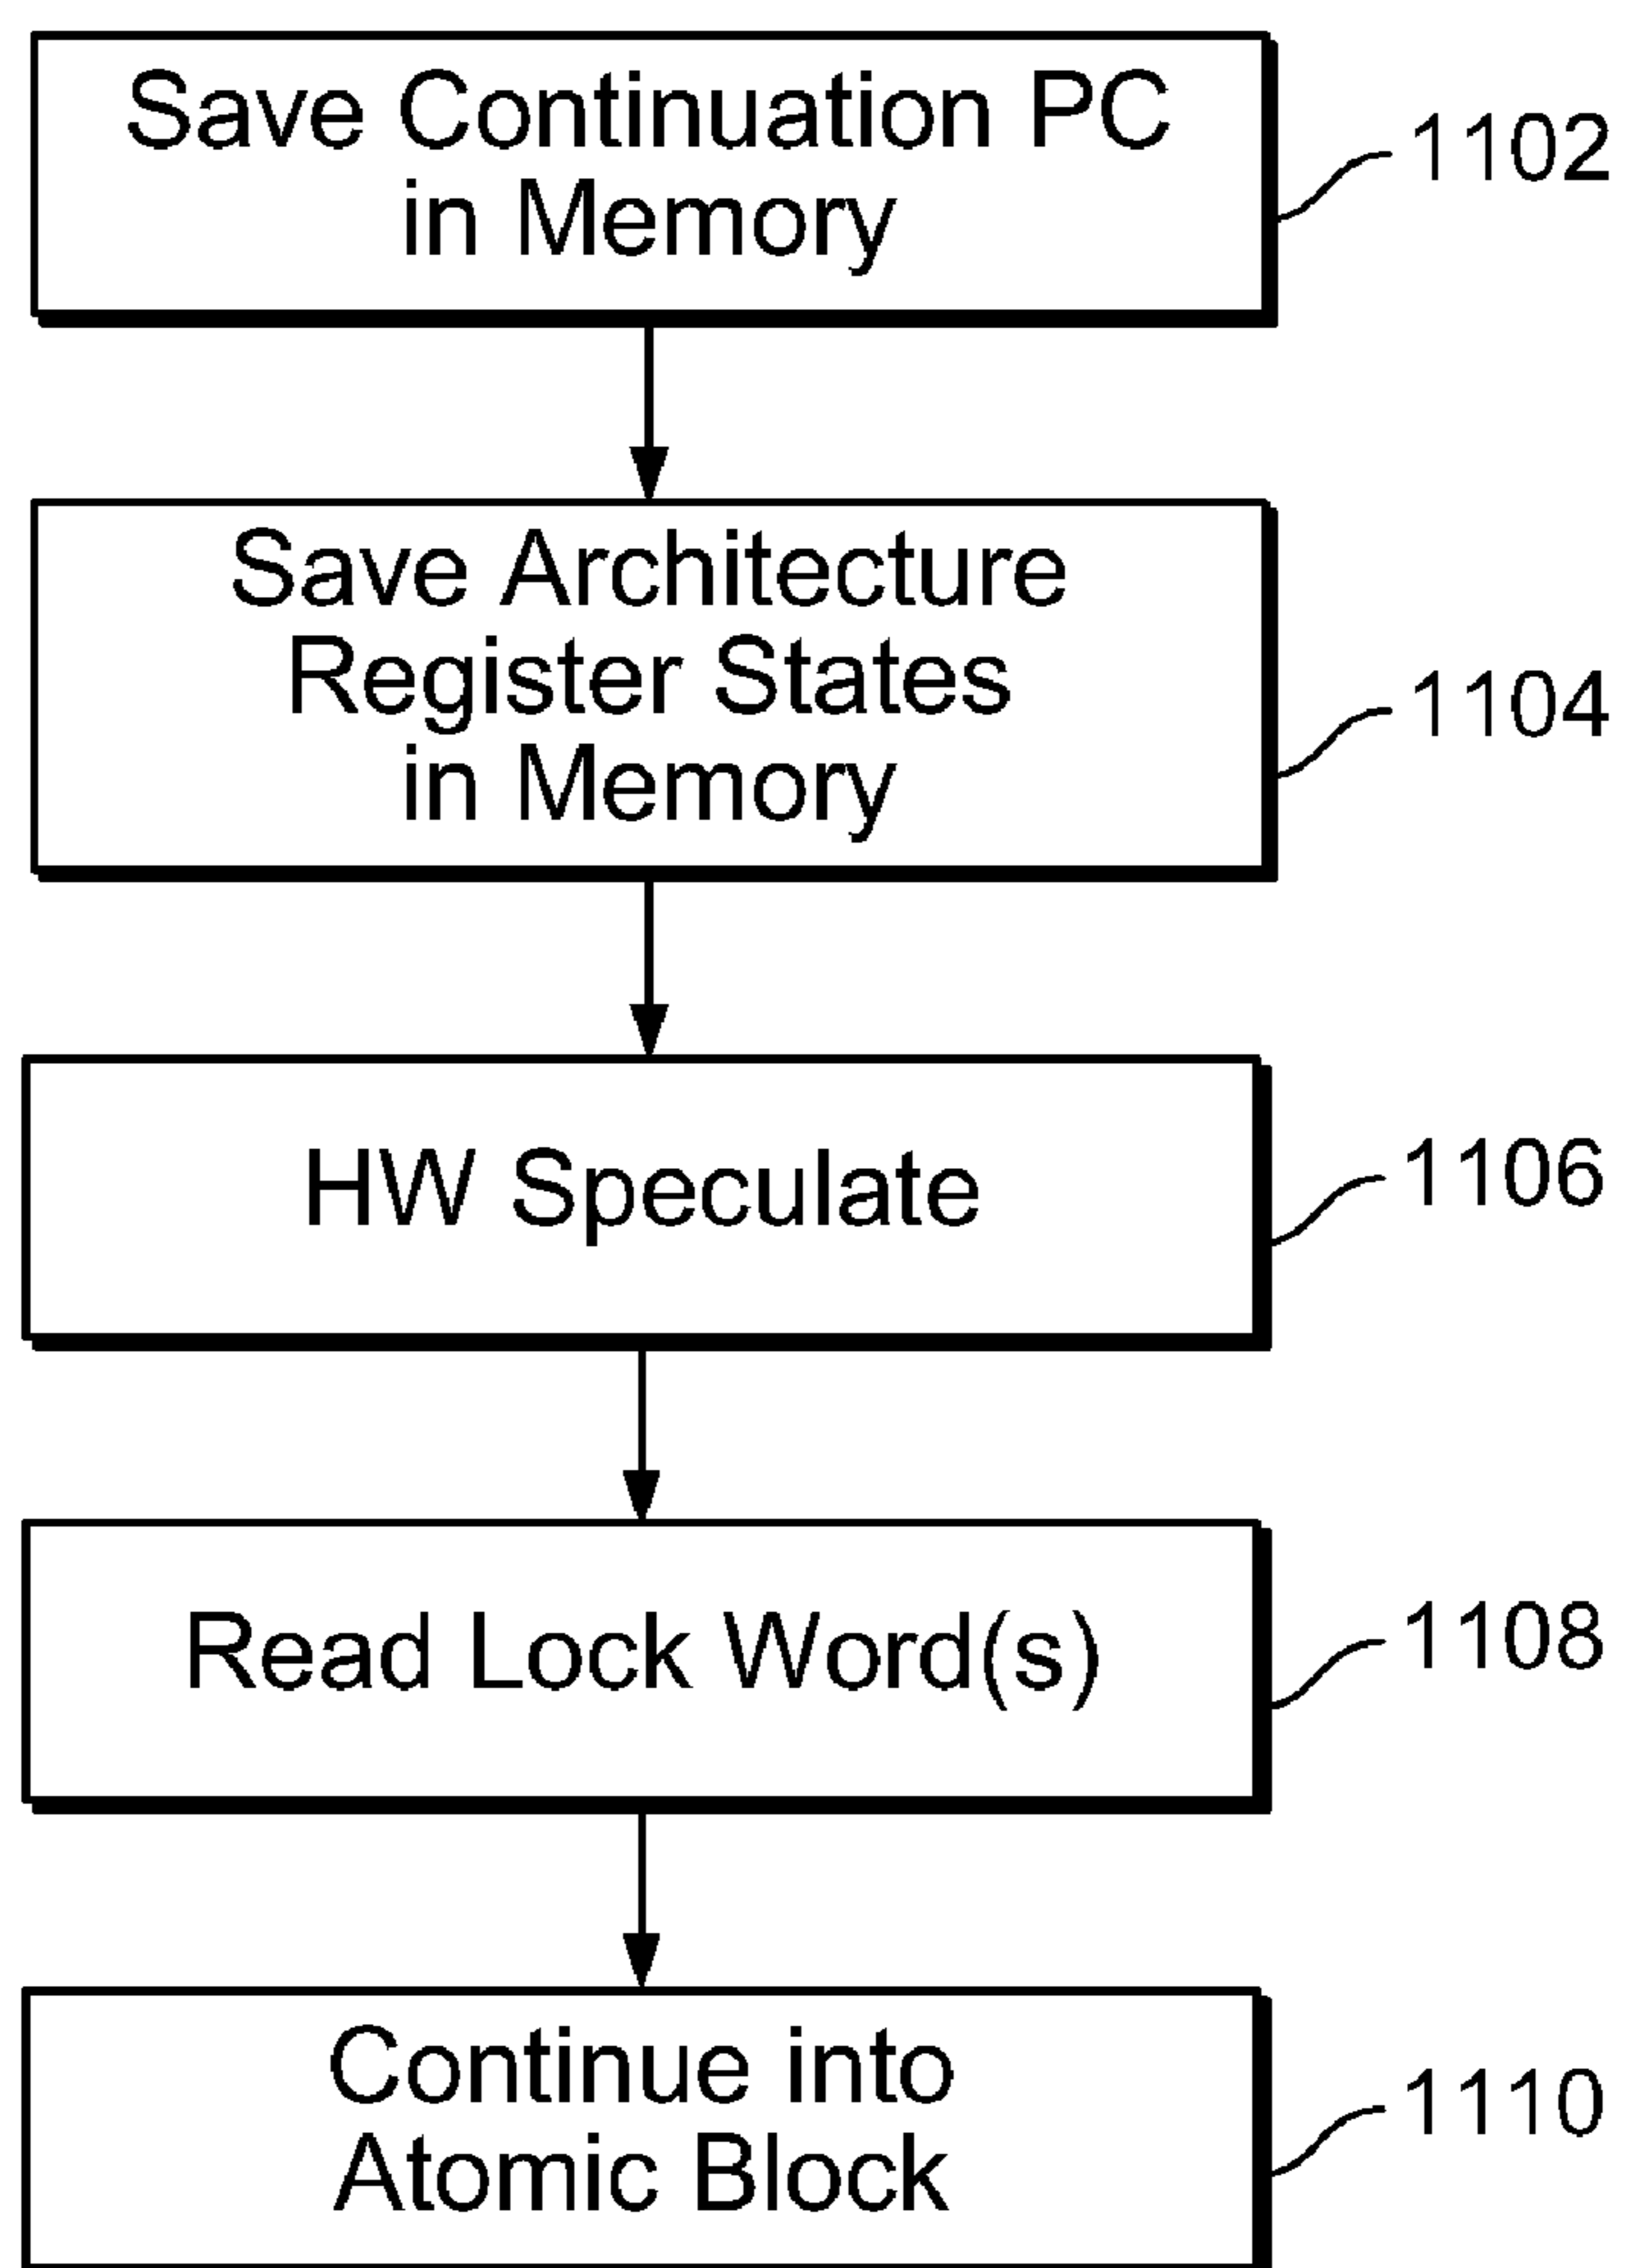 Save Continuation PC
in Memory
1102
Save Architecture
Register States
in Memory
1104
HW Speculate
1106
Read Lock Word(s)
1108
Continue into
Atomic Block
1110